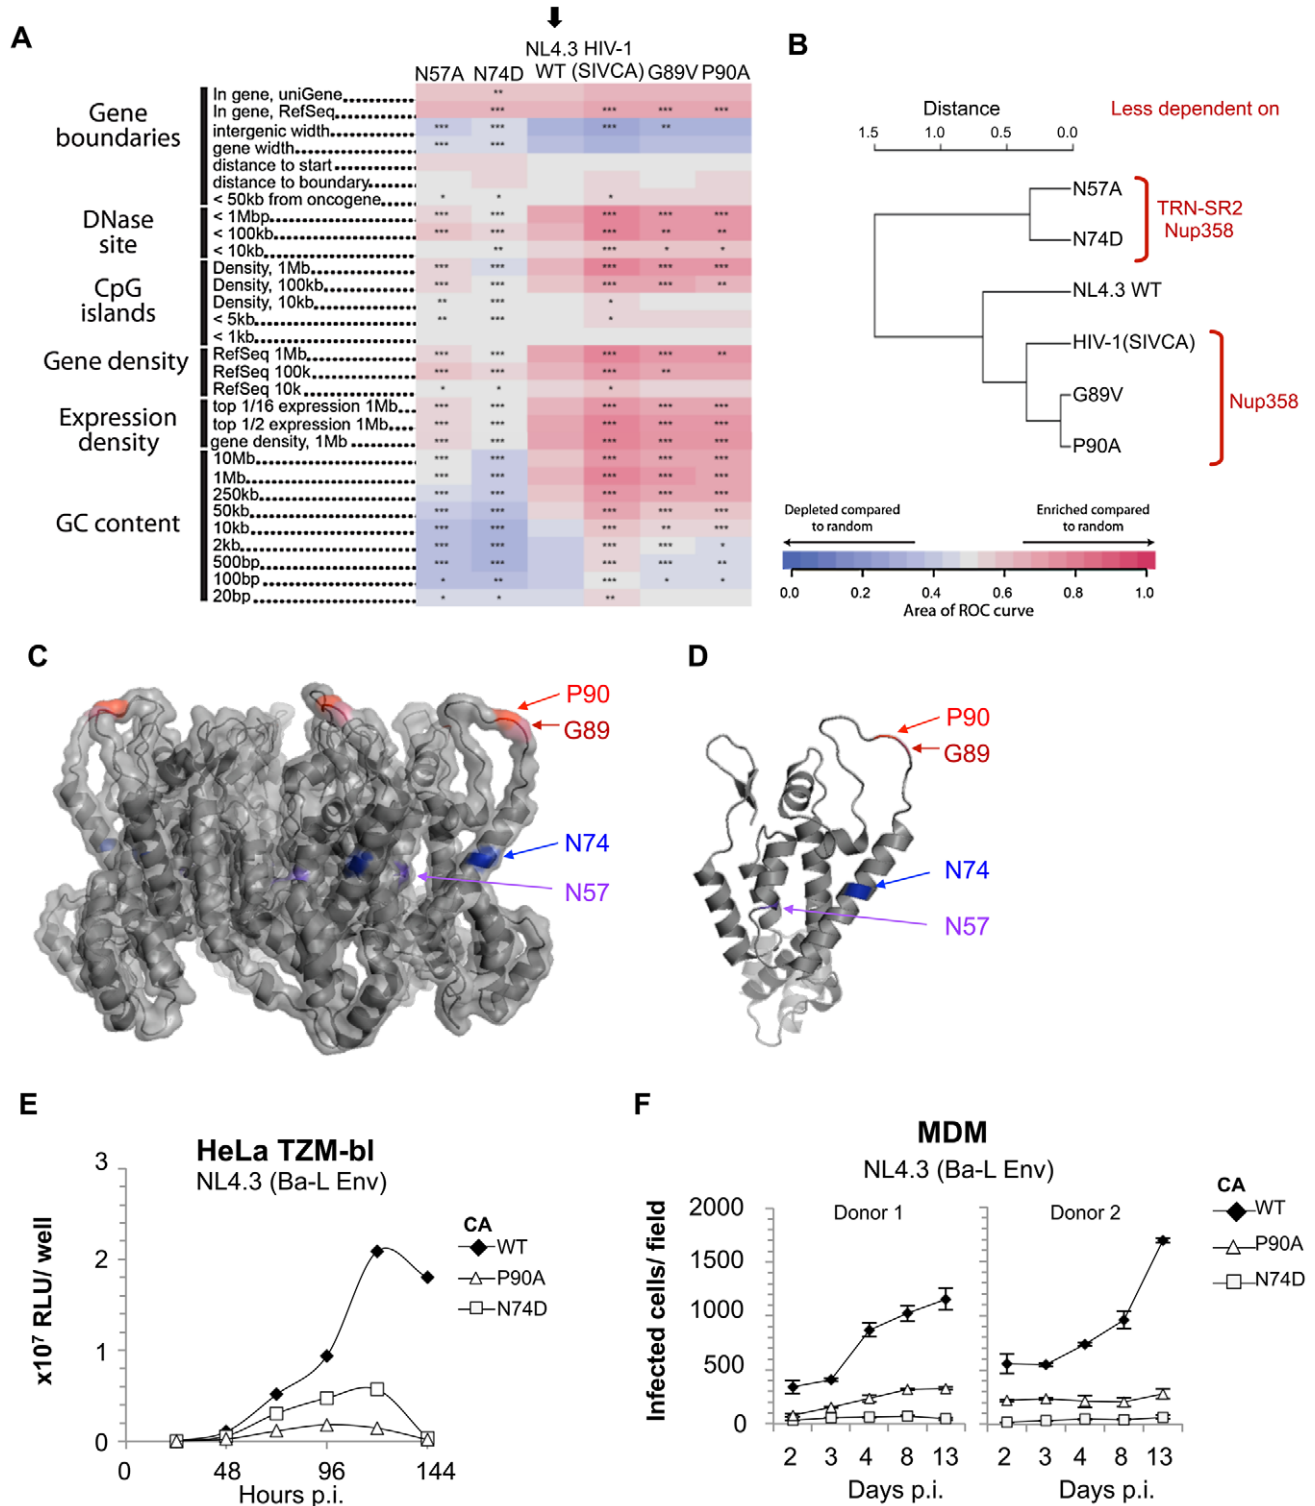 A
NL4.3 HIV-1
N57A N74D WT (SIVCA) G89V P90A
Gene boundaries
In gene, uniGene
In gene, RefSeq
intergenic width
gene width
distance to start
distance to boundary
< 50kb from oncogene
DNase site
< 1Mbp
< 100kb
< 10kb
CpG islands
Density, 1Mb
Density, 100kb
Density, 10kb
< 5kb
< 1kb
Gene density
RefSeq 1Mb
RefSeq 100k
RefSeq 10k
Expression density
top 1/16 expression 1Mb
top 1/2 expression 1Mb
gene density, 1Mb
GC content
10Mb
1Mb
250kb
50kb
10kb
2kb
500bp
100bp
20bp
B
Distance
Less dependent on
1.5 1.0 0.5 0.0
N57A
N74D
TRN-SR2
Nup358
NL4.3 WT
HIV-1(SIVCA)
G89V
P90A
Nup358
Depleted compared to random
Enriched compared to random
0.0 0.2 0.4 0.6 0.8 1.0
Area of ROC curve
C
P90
G89
N74
N57
D
P90
G89
N74
N57
E
HeLa TZM-bl
NL4.3 (Ba-L Env)
x10⁷ RLU/ well
3
2
1
0
0 48 96 144
Hours p.i.
CA
WT
P90A
N74D
F
MDM
NL4.3 (Ba-L Env)
Infected cells/ field
2000
1500
1000
500
0
Donor 1
Donor 2
2 3 4 8 13
Days p.i.
2 3 4 8 13
Days p.i.
CA
WT
P90A
N74D